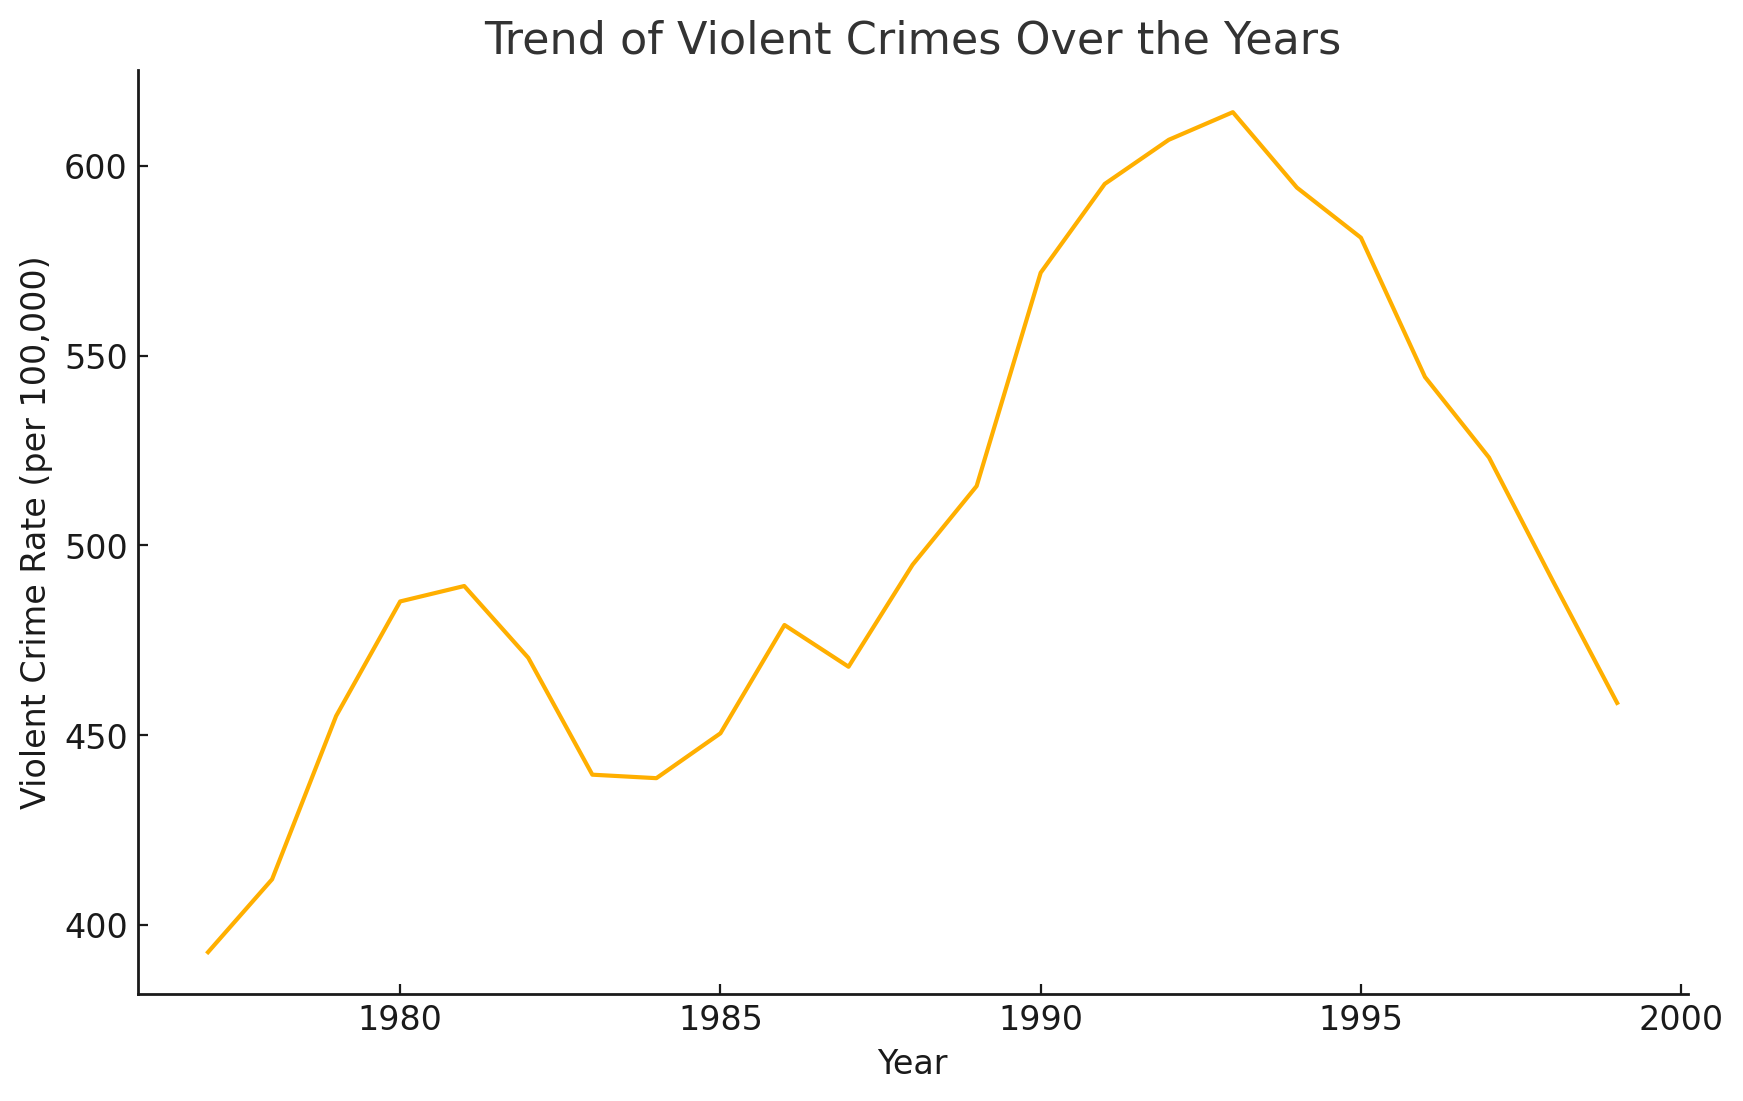 Trend of Violent Crimes Over the Years
Violent Crime Rate (per 100,000)
600
550
500
450
400
1980 1985 1990 1995 2000
Year